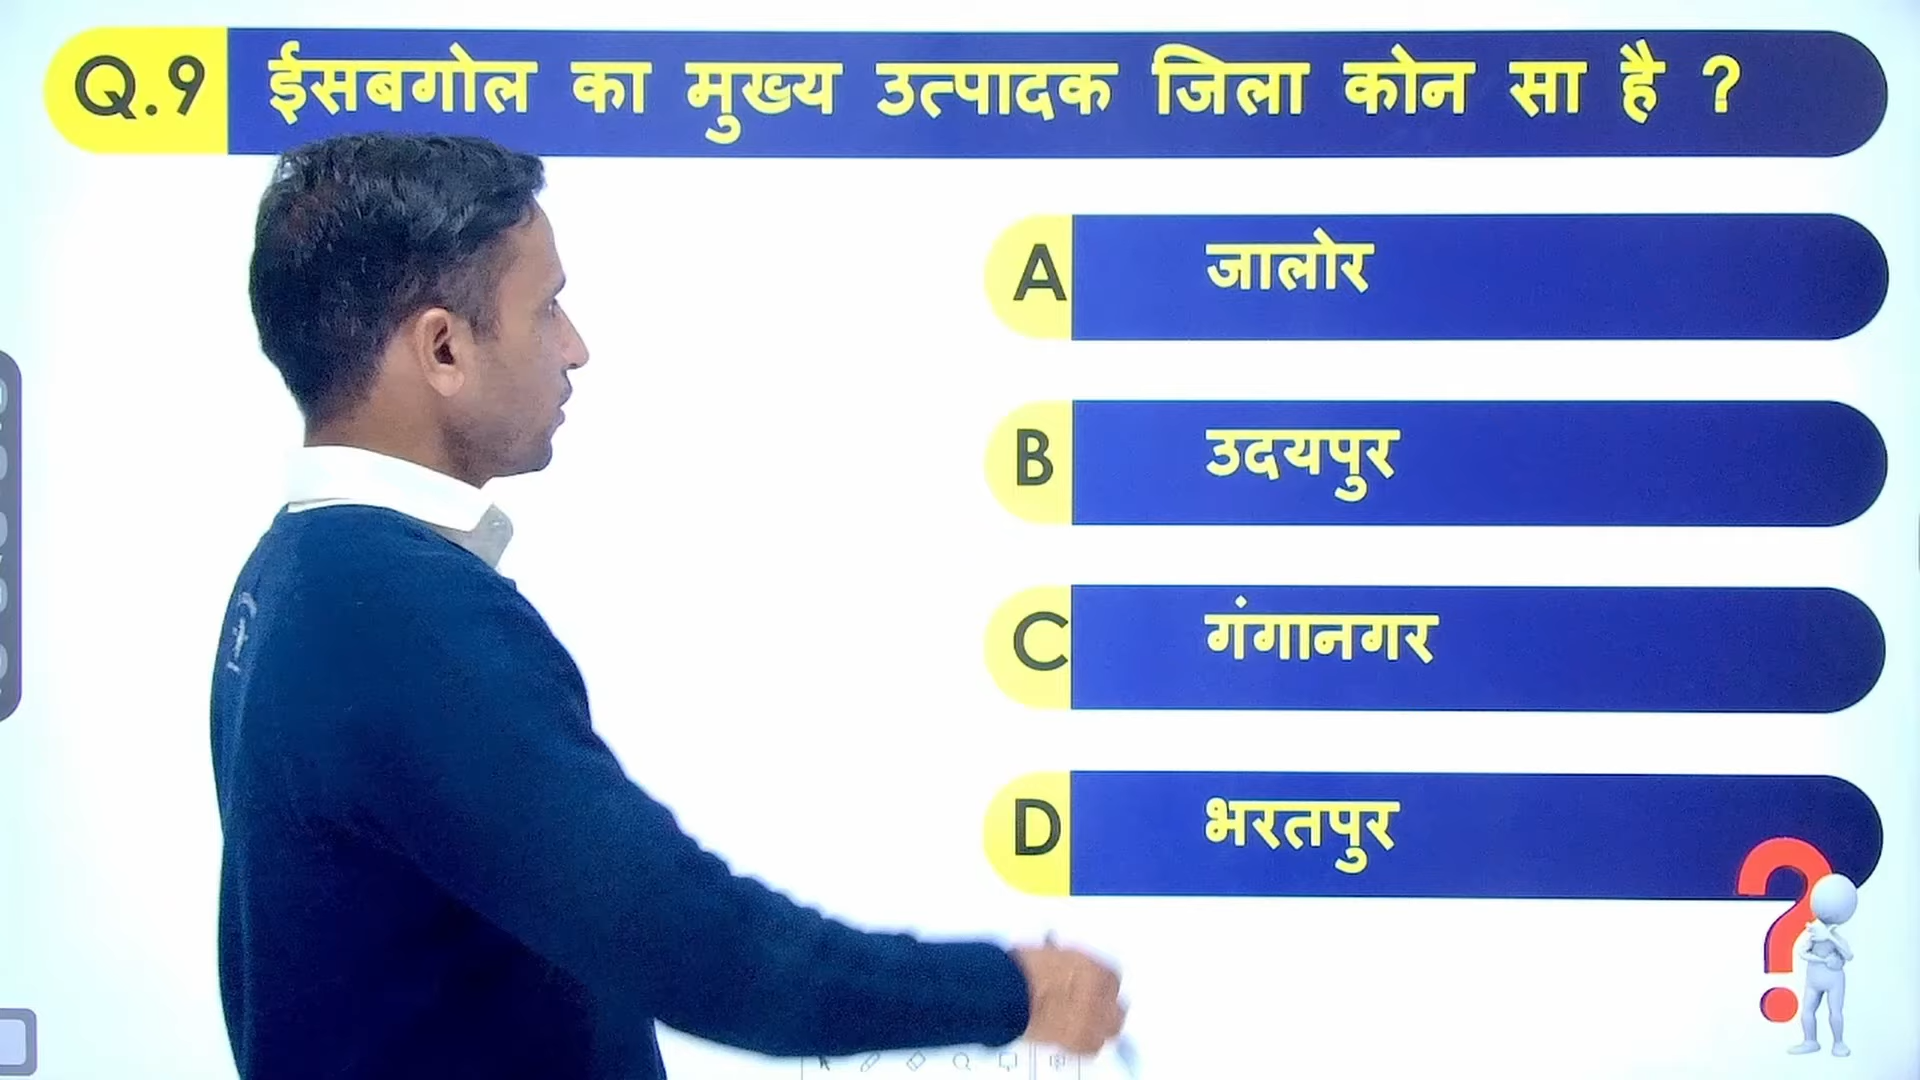 Q.9 ईसबगोल का मुख्य उत्पादक जिला कोन सा है ?
A जालोर
B उदयपुर
C गंगानगर
D भरतपुर
?